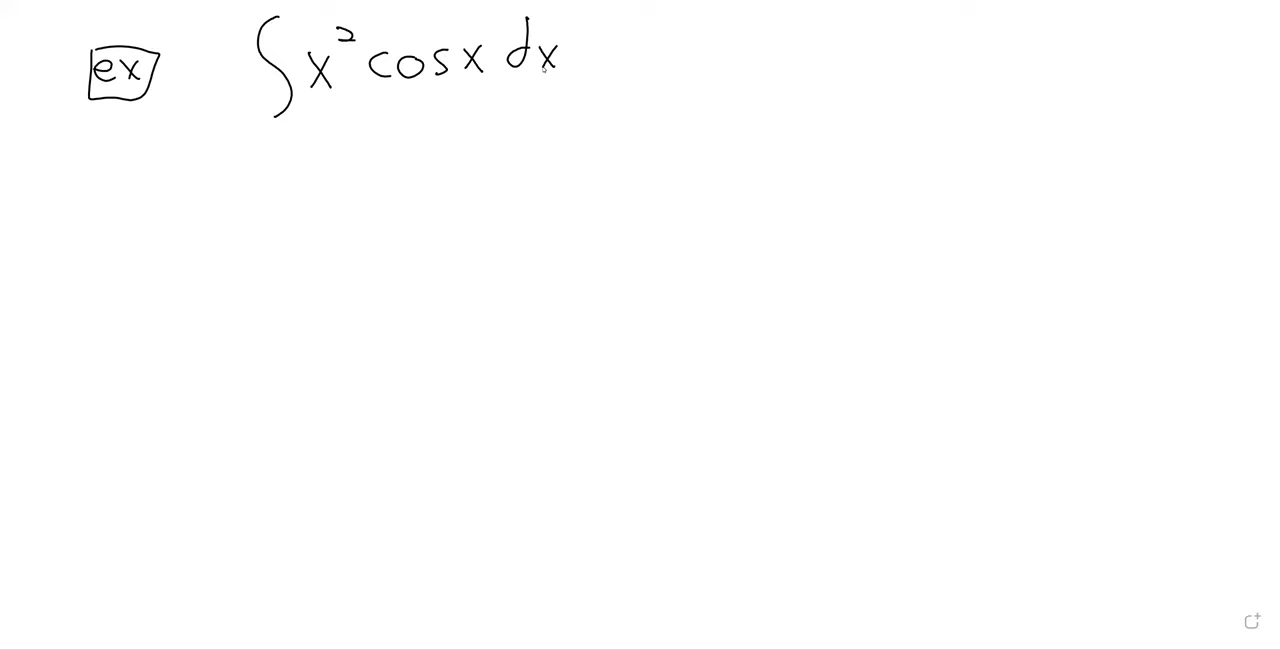 ex ∫ x² cos x dx